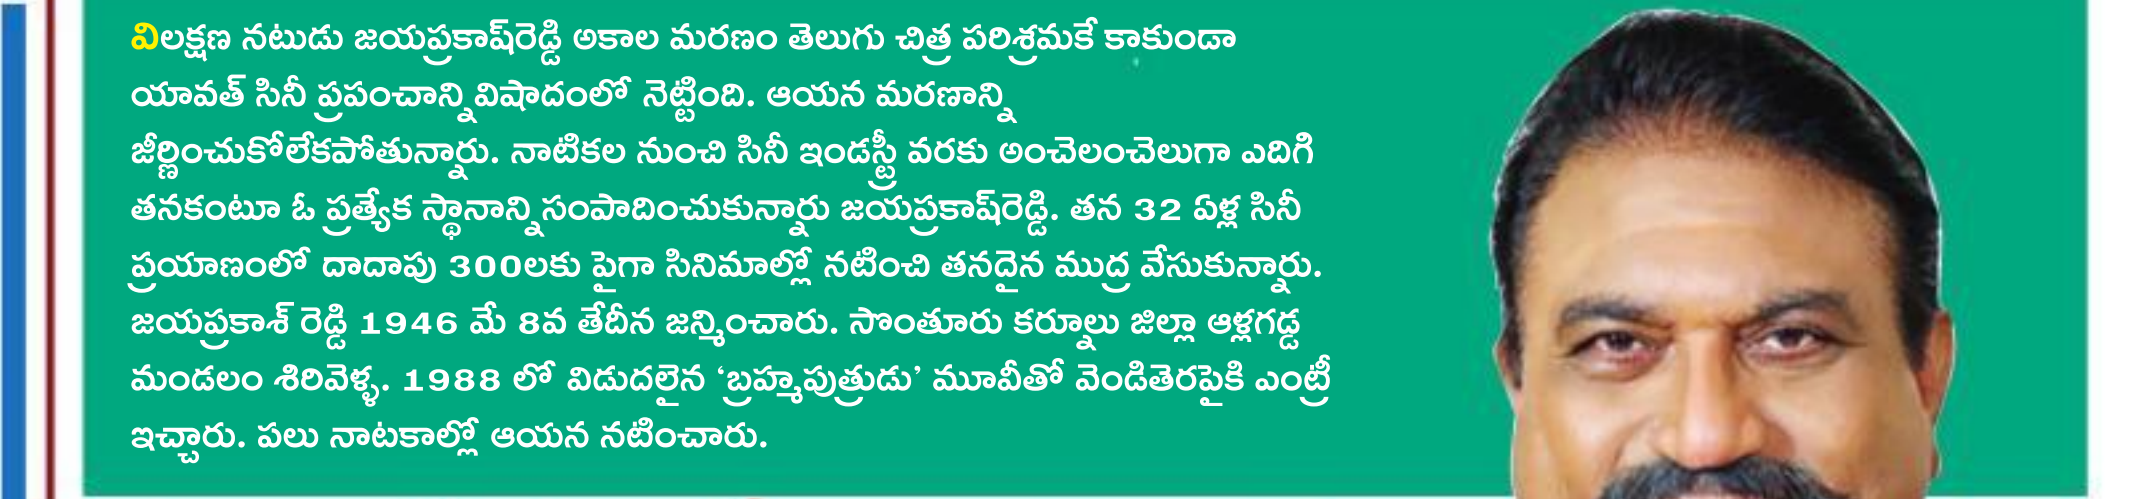 విలక్షణ నటుడు జయప్రకాష్‌రెడ్డి అకాల మరణం తెలుగు చిత్ర పరిశ్రమకే కాకుండా
యావత్ సినీ ప్రపంచాన్ని విషాదంలో నెట్టింది. ఆయన మరణాన్ని
జీర్ణించుకోలేకపోతున్నారు. నాటికల నుంచి సినీ ఇండస్ట్రీ వరకు అంచెలంచెలుగా ఎదిగి
తనకంటూ ఓ ప్రత్యేక స్థానాన్ని సంపాదించుకున్నారు జయప్రకాష్‌రెడ్డి. తన 32 ఏళ్ల సినీ
ప్రయాణంలో దాదాపు 300లకు పైగా సినిమాల్లో నటించి తనదైన ముద్ర వేసుకున్నారు.
జయప్రకాశ్ రెడ్డి 1946 మే 8వ తేదీన జన్మించారు. సొంతూరు కర్నూలు జిల్లా ఆళ్లగడ్డ
మండలం శిరివెళ్ళ. 1988 లో విడుదలైన ‘బ్రహ్మపుత్రుడు’ మూవీతో వెండితెరపైకి ఎంట్రీ
ఇచ్చారు. పలు నాటకాల్లో ఆయన నటించారు.